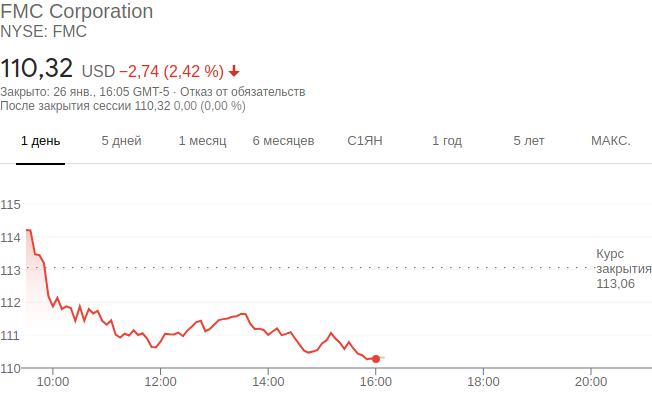 FMC Corporation
NYSE: FMC
110,32 USD −2,74 (2,42 %)
Закрыто: 26 янв., 16:05 GMT-5 · Отказ от обязательств
После закрытия сессии 110,32 0,00 (0,00 %)
1 день 5 дней 1 месяц 6 месяцев С1ЯН 1 год 5 лет МАКС.
115
114
Курс
113 закрытия
113,06
112
111
110
10:00 12:00 14:00 16:00 18:00 20:00